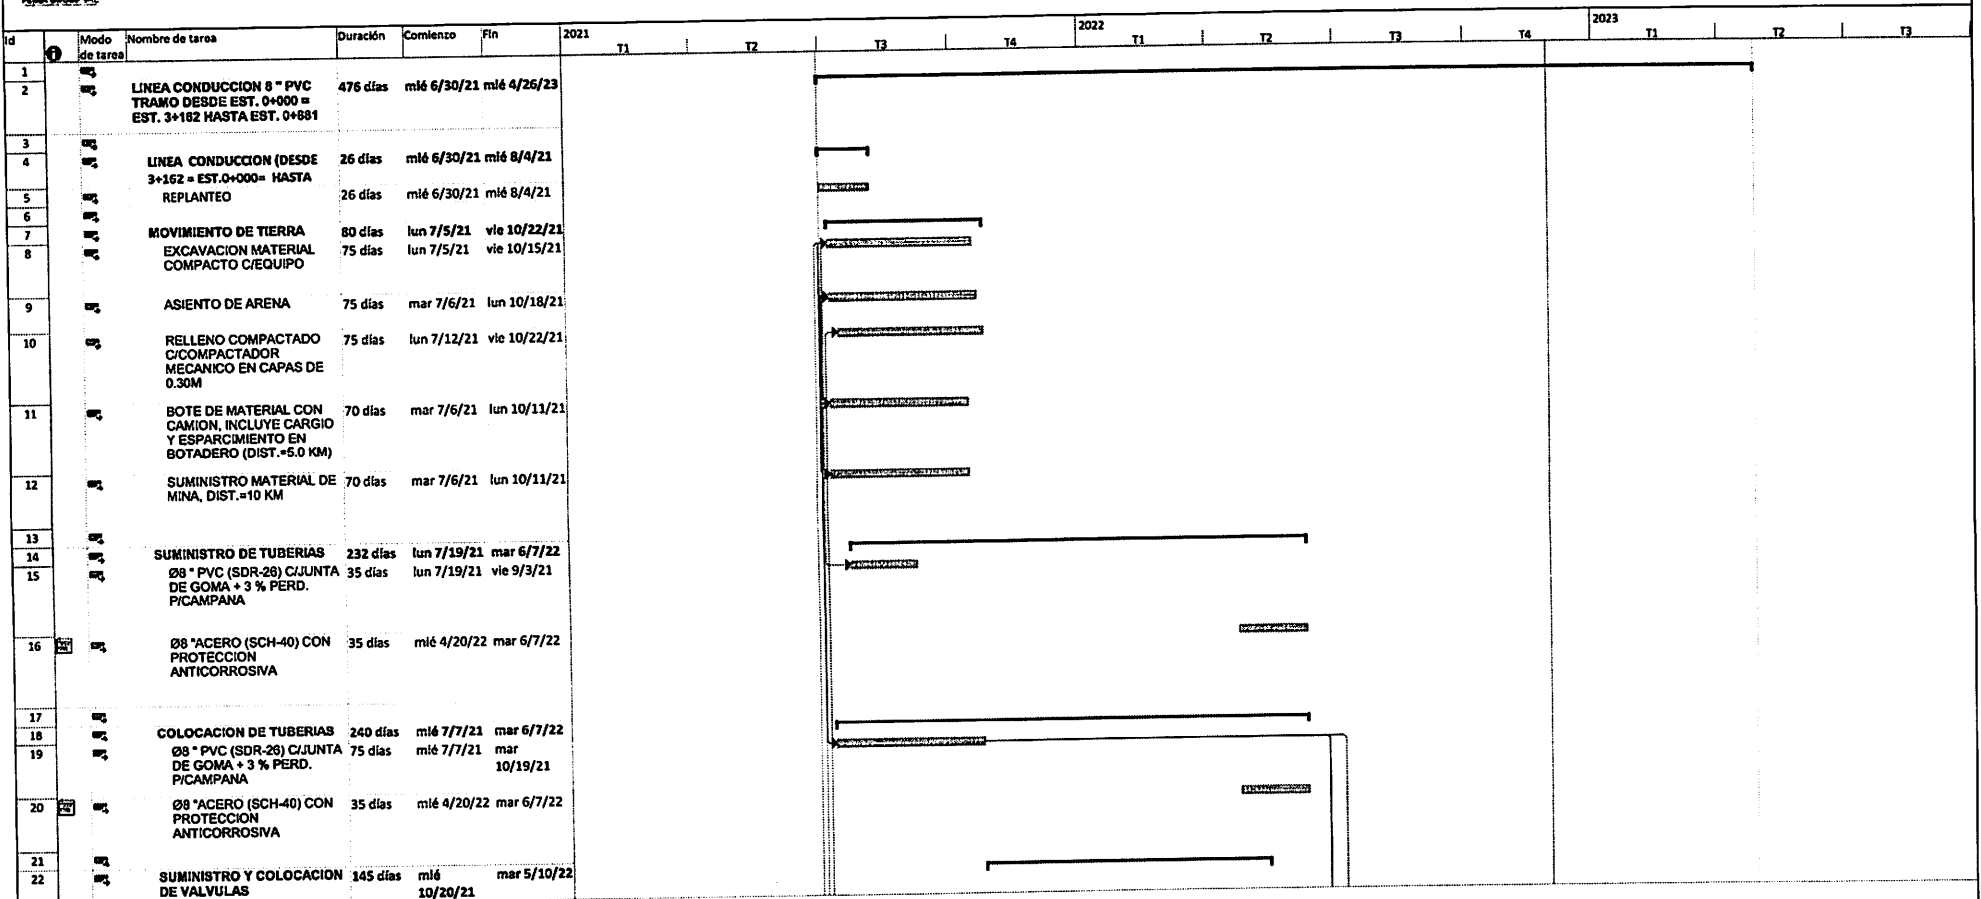 2021 2022 2023
Id Modo de tarea Nombre de tarea Duración Comienzo Fin T1 T2 T3 T4 T1 T2 T3 T4 T1 T2 T3
1
2 LINEA CONDUCCION 8 " PVC 476 días mié 6/30/21 mié 4/26/23
TRAMO DESDE EST. 0+000 =
EST. 3+162 HASTA EST. 0+881
3
4 LINEA CONDUCCION (DESDE 26 días mié 6/30/21 mié 8/4/21
3+162 = EST.0+000= HASTA
5 REPLANTEO 26 días mié 6/30/21 mié 8/4/21
6
7 MOVIMIENTO DE TIERRA 80 días lun 7/5/21 vie 10/22/21
8 EXCAVACION MATERIAL 75 días lun 7/5/21 vie 10/15/21
COMPACTO C/EQUIPO
9 ASIENTO DE ARENA 75 días mar 7/6/21 lun 10/18/21
10 RELLENO COMPACTADO 75 días lun 7/12/21 vie 10/22/21
C/COMPACTADOR
MECANICO EN CAPAS DE
0.30M
11 BOTE DE MATERIAL CON 70 días mar 7/6/21 lun 10/11/21
CAMION, INCLUYE CARGIO
Y ESPARCIMIENTO EN
BOTADERO (DIST.=5.0 KM)
12 SUMINISTRO MATERIAL DE 70 días mar 7/6/21 lun 10/11/21
MINA, DIST.=10 KM
13
14 SUMINISTRO DE TUBERIAS 232 días lun 7/19/21 mar 6/7/22
15 Ø8 " PVC (SDR-26) C/JUNTA 35 días lun 7/19/21 vie 9/3/21
DE GOMA + 3 % PERD.
P/CAMPANA
16 Ø8 "ACERO (SCH-40) CON 35 días mié 4/20/22 mar 6/7/22
PROTECCION
ANTICORROSIVA
17
18 COLOCACION DE TUBERIAS 240 días mié 7/7/21 mar 6/7/22
19 Ø8 " PVC (SDR-26) C/JUNTA 75 días mié 7/7/21 mar
DE GOMA + 3 % PERD. 10/19/21
P/CAMPANA
20 Ø8 "ACERO (SCH-40) CON 35 días mié 4/20/22 mar 6/7/22
PROTECCION
ANTICORROSIVA
21
22 SUMINISTRO Y COLOCACION 145 días mié mar 5/10/22
DE VALVULAS 10/20/21